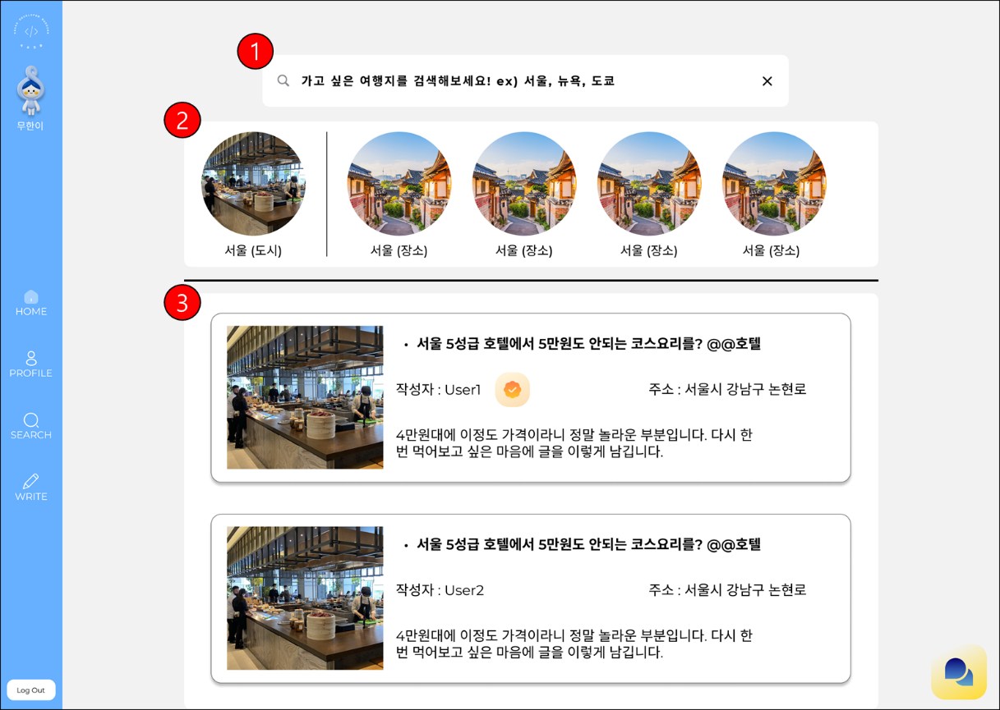 무한이
HOME
PROFILE
SEARCH
WRITE
Log Out
1
가고 싶은 여행지를 검색해보세요! ex) 서울, 뉴욕, 도쿄
2
서울 (도시)
서울 (장소)
서울 (장소)
서울 (장소)
서울 (장소)
3
• 서울 5성급 호텔에서 5만원도 안되는 코스요리를? @@호텔
작성자 : User1
주소 : 서울시 강남구 논현로
4만원대에 이정도 가격이라니 정말 놀라운 부분입니다. 다시 한
번 먹어보고 싶은 마음에 글을 이렇게 남깁니다.
• 서울 5성급 호텔에서 5만원도 안되는 코스요리를? @@호텔
작성자 : User2
주소 : 서울시 강남구 논현로
4만원대에 이정도 가격이라니 정말 놀라운 부분입니다. 다시 한
번 먹어보고 싶은 마음에 글을 이렇게 남깁니다.